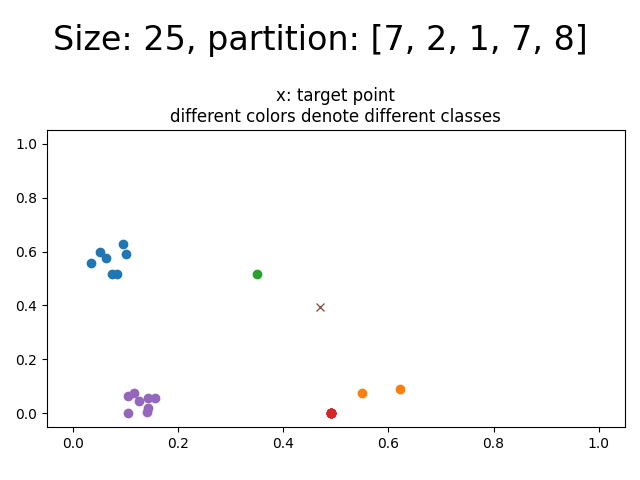 Size: 25, partition: [7, 2, 1, 7, 8]
x: target point
different colors denote different classes
1.0
0.8
0.6
0.4
0.2
0.0
0.0 0.2 0.4 0.6 0.8 1.0